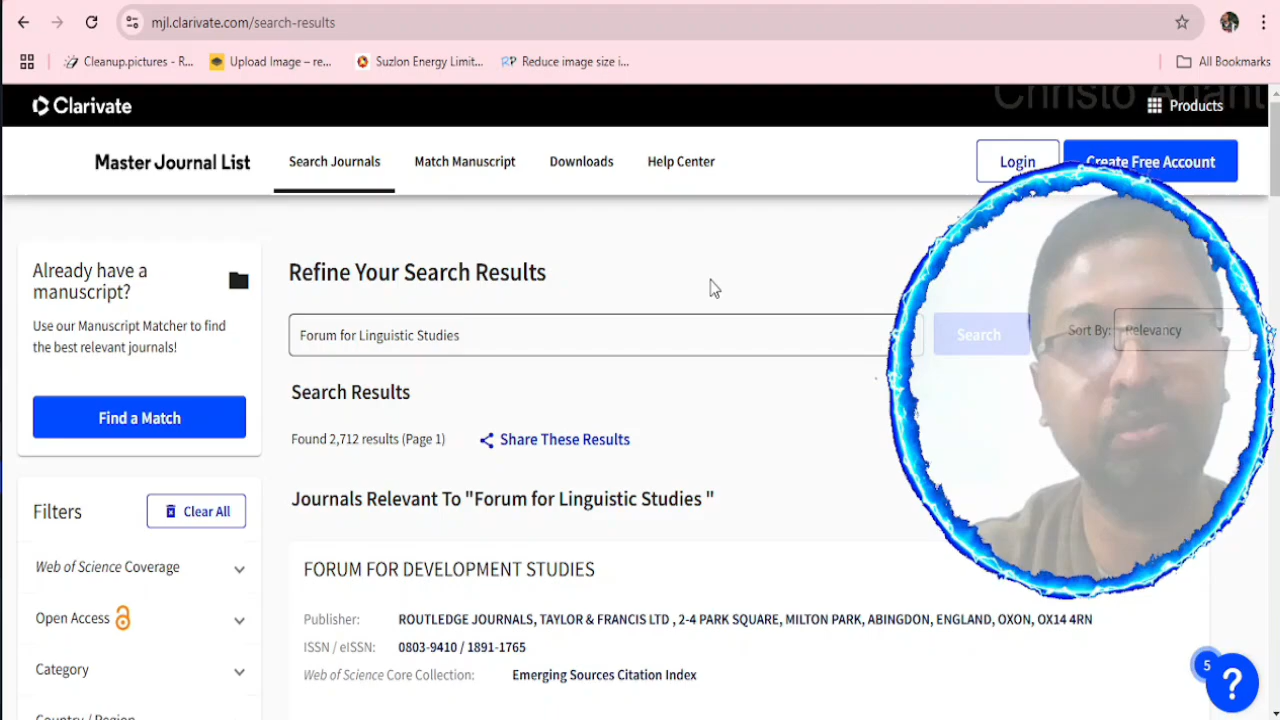 mjl.clarivate.com/search-results
Cleanup.pictures - R...
Upload Image – re...
Suzlon Energy Limit...
RP Reduce image size i...
All Bookmarks
Clarivate
Christo Anant
Products
Master Journal List
Search Journals
Match Manuscript
Downloads
Help Center
Login
Create Free Account
Already have a
manuscript?
Use our Manuscript Matcher to find
the best relevant journals!
Find a Match
Refine Your Search Results
Forum for Linguistic Studies
Search
Sort By: Relevancy
Search Results
Found 2,712 results (Page 1)
Share These Results
Journals Relevant To "Forum for Linguistic Studies "
Filters
Clear All
Web of Science Coverage
Open Access
Category
Country / Region
FORUM FOR DEVELOPMENT STUDIES
Publisher: ROUTLEDGE JOURNALS, TAYLOR & FRANCIS LTD , 2-4 PARK SQUARE, MILTON PARK, ABINGDON, ENGLAND, OXON, OX14 4RN
ISSN / eISSN: 0803-9410 / 1891-1765
Web of Science Core Collection: Emerging Sources Citation Index
5
?